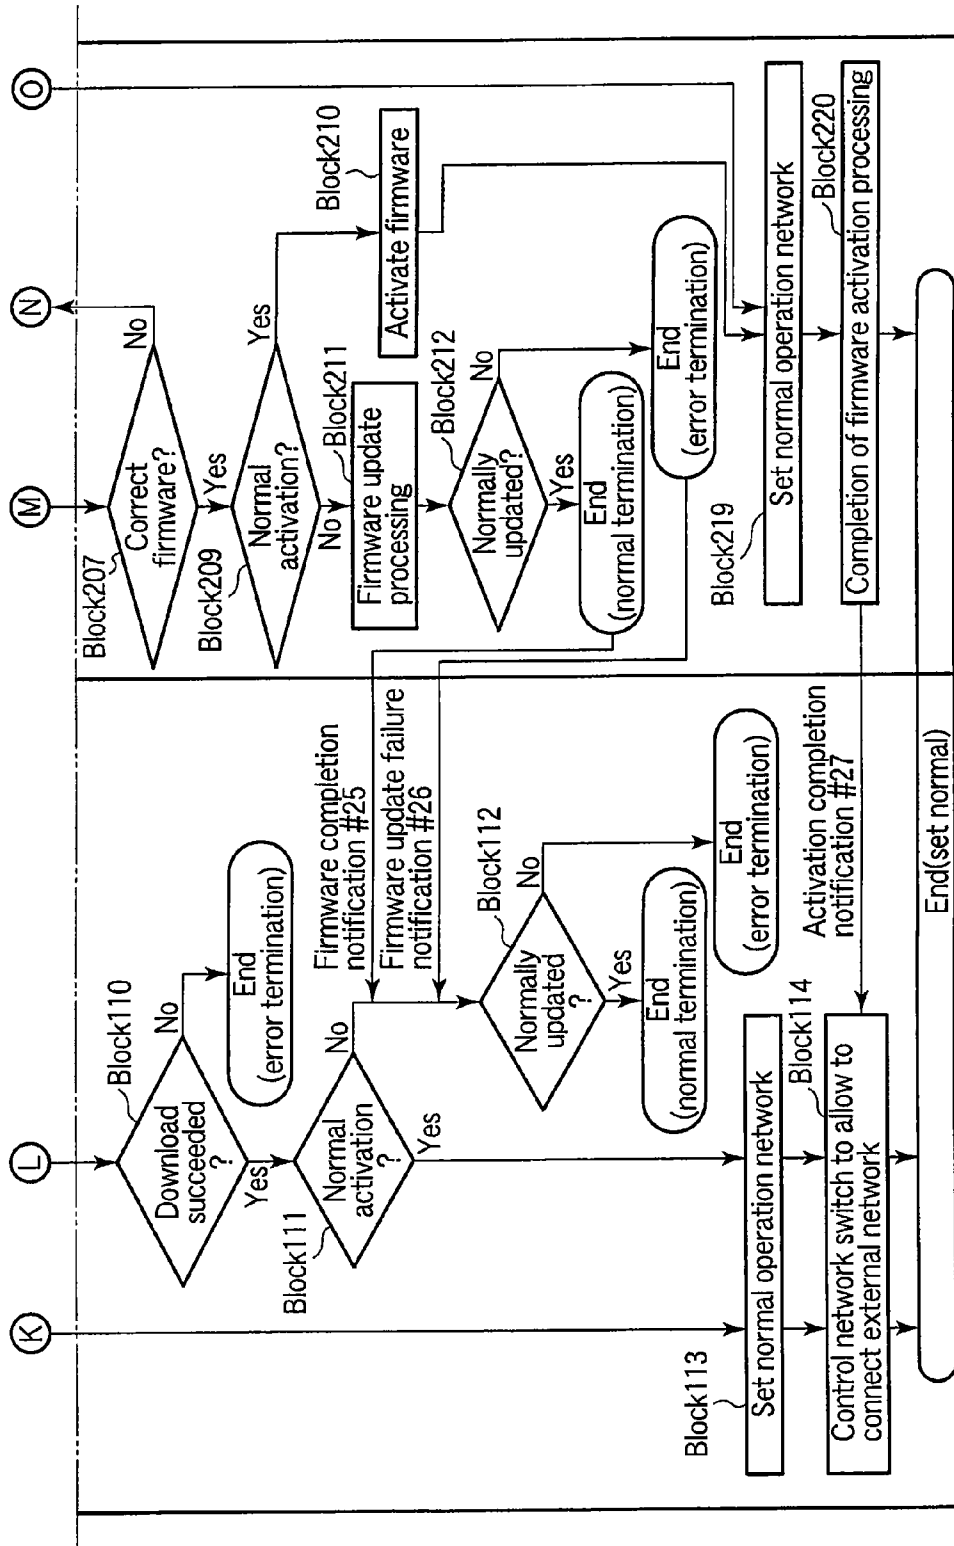 K
L
M
N
O
Block110
Download
succeeded
?
No
Yes
End
(error termination)
Block111
Normal
activation
?
No
Yes
Firmware completion
notification #25
Firmware update failure
notification #26
Block112
Normally
updated
?
No
Yes
End
(normal termination)
End
(error termination)
Block113
Set normal operation network
Block114
Control network switch to allow to
connect external network
Activation completion
notification #27
Block207
Correct
firmware?
No
Yes
Block209
Normal
activation?
Yes
No
Block210
Activate firmware
Block211
Firmware update
processing
Block212
Normally
updated?
No
Yes
End
(normal termination)
End
(error termination)
Block219
Set normal operation network
Block220
Completion of firmware activation processing
End(set normal)